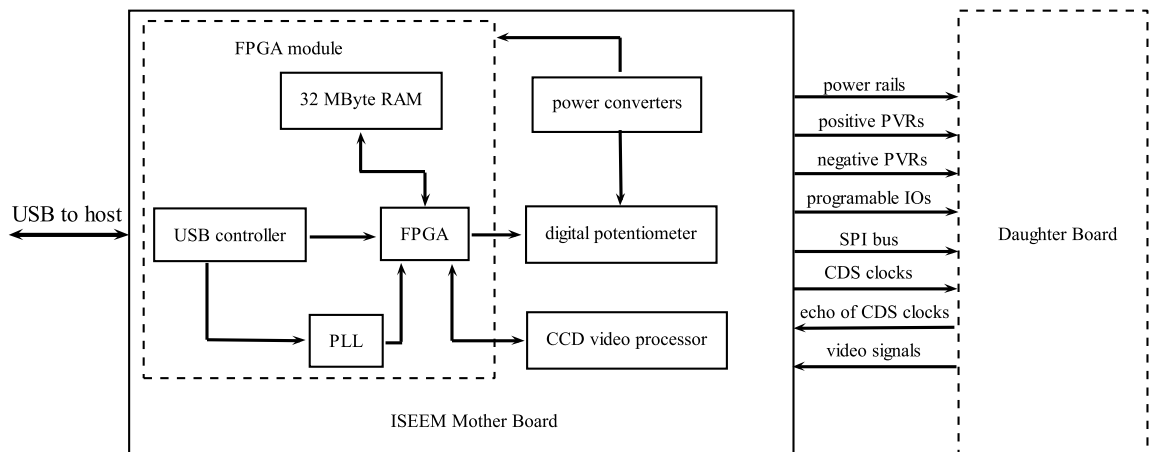 FPGA module
32 MByte RAM
power converters
USB to host
USB controller
FPGA
digital potentiometer
PLL
CCD video processor
ISEEM Mother Board
power rails
positive PVRs
negative PVRs
programable IOs
SPI bus
CDS clocks
echo of CDS clocks
video signals
Daughter Board